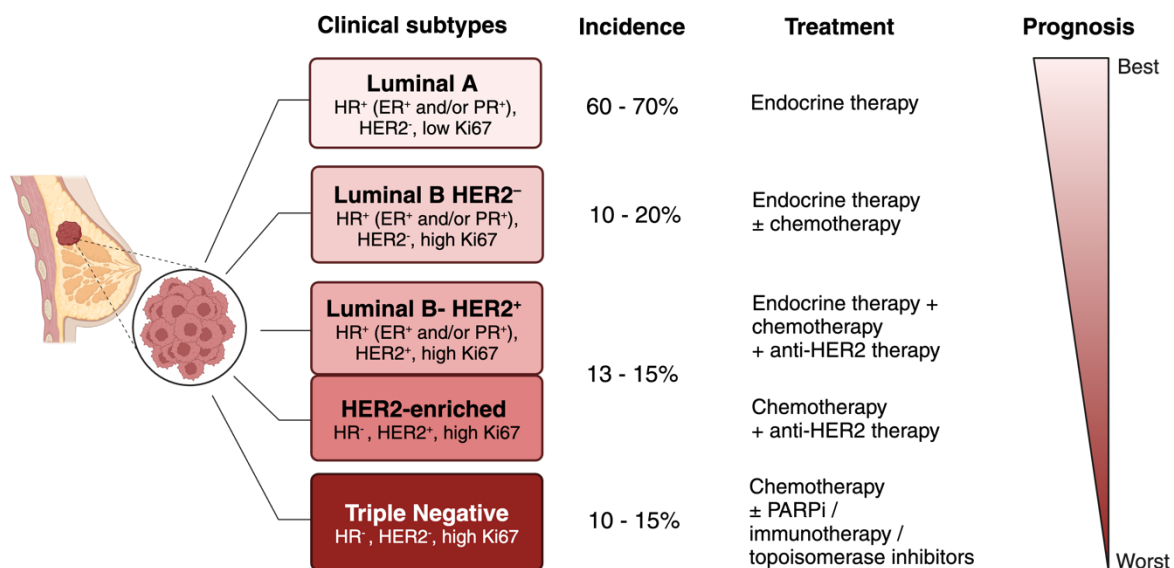 Clinical subtypes Incidence Treatment Prognosis
Luminal A
HR⁺ (ER⁺ and/or PR⁺),
HER2⁻, low Ki67
60 - 70%
Endocrine therapy
Best
Luminal B HER2⁻
HR⁺ (ER⁺ and/or PR⁺),
HER2⁻, high Ki67
10 - 20%
Endocrine therapy
± chemotherapy
Luminal B- HER2⁺
HR⁺ (ER⁺ and/or PR⁺),
HER2⁺, high Ki67
Endocrine therapy +
chemotherapy
+ anti-HER2 therapy
13 - 15%
HER2-enriched
HR⁻, HER2⁺, high Ki67
Chemotherapy
+ anti-HER2 therapy
Triple Negative
HR⁻, HER2⁻, high Ki67
10 - 15%
Chemotherapy
± PARPi /
immunotherapy /
topoisomerase inhibitors
Worst